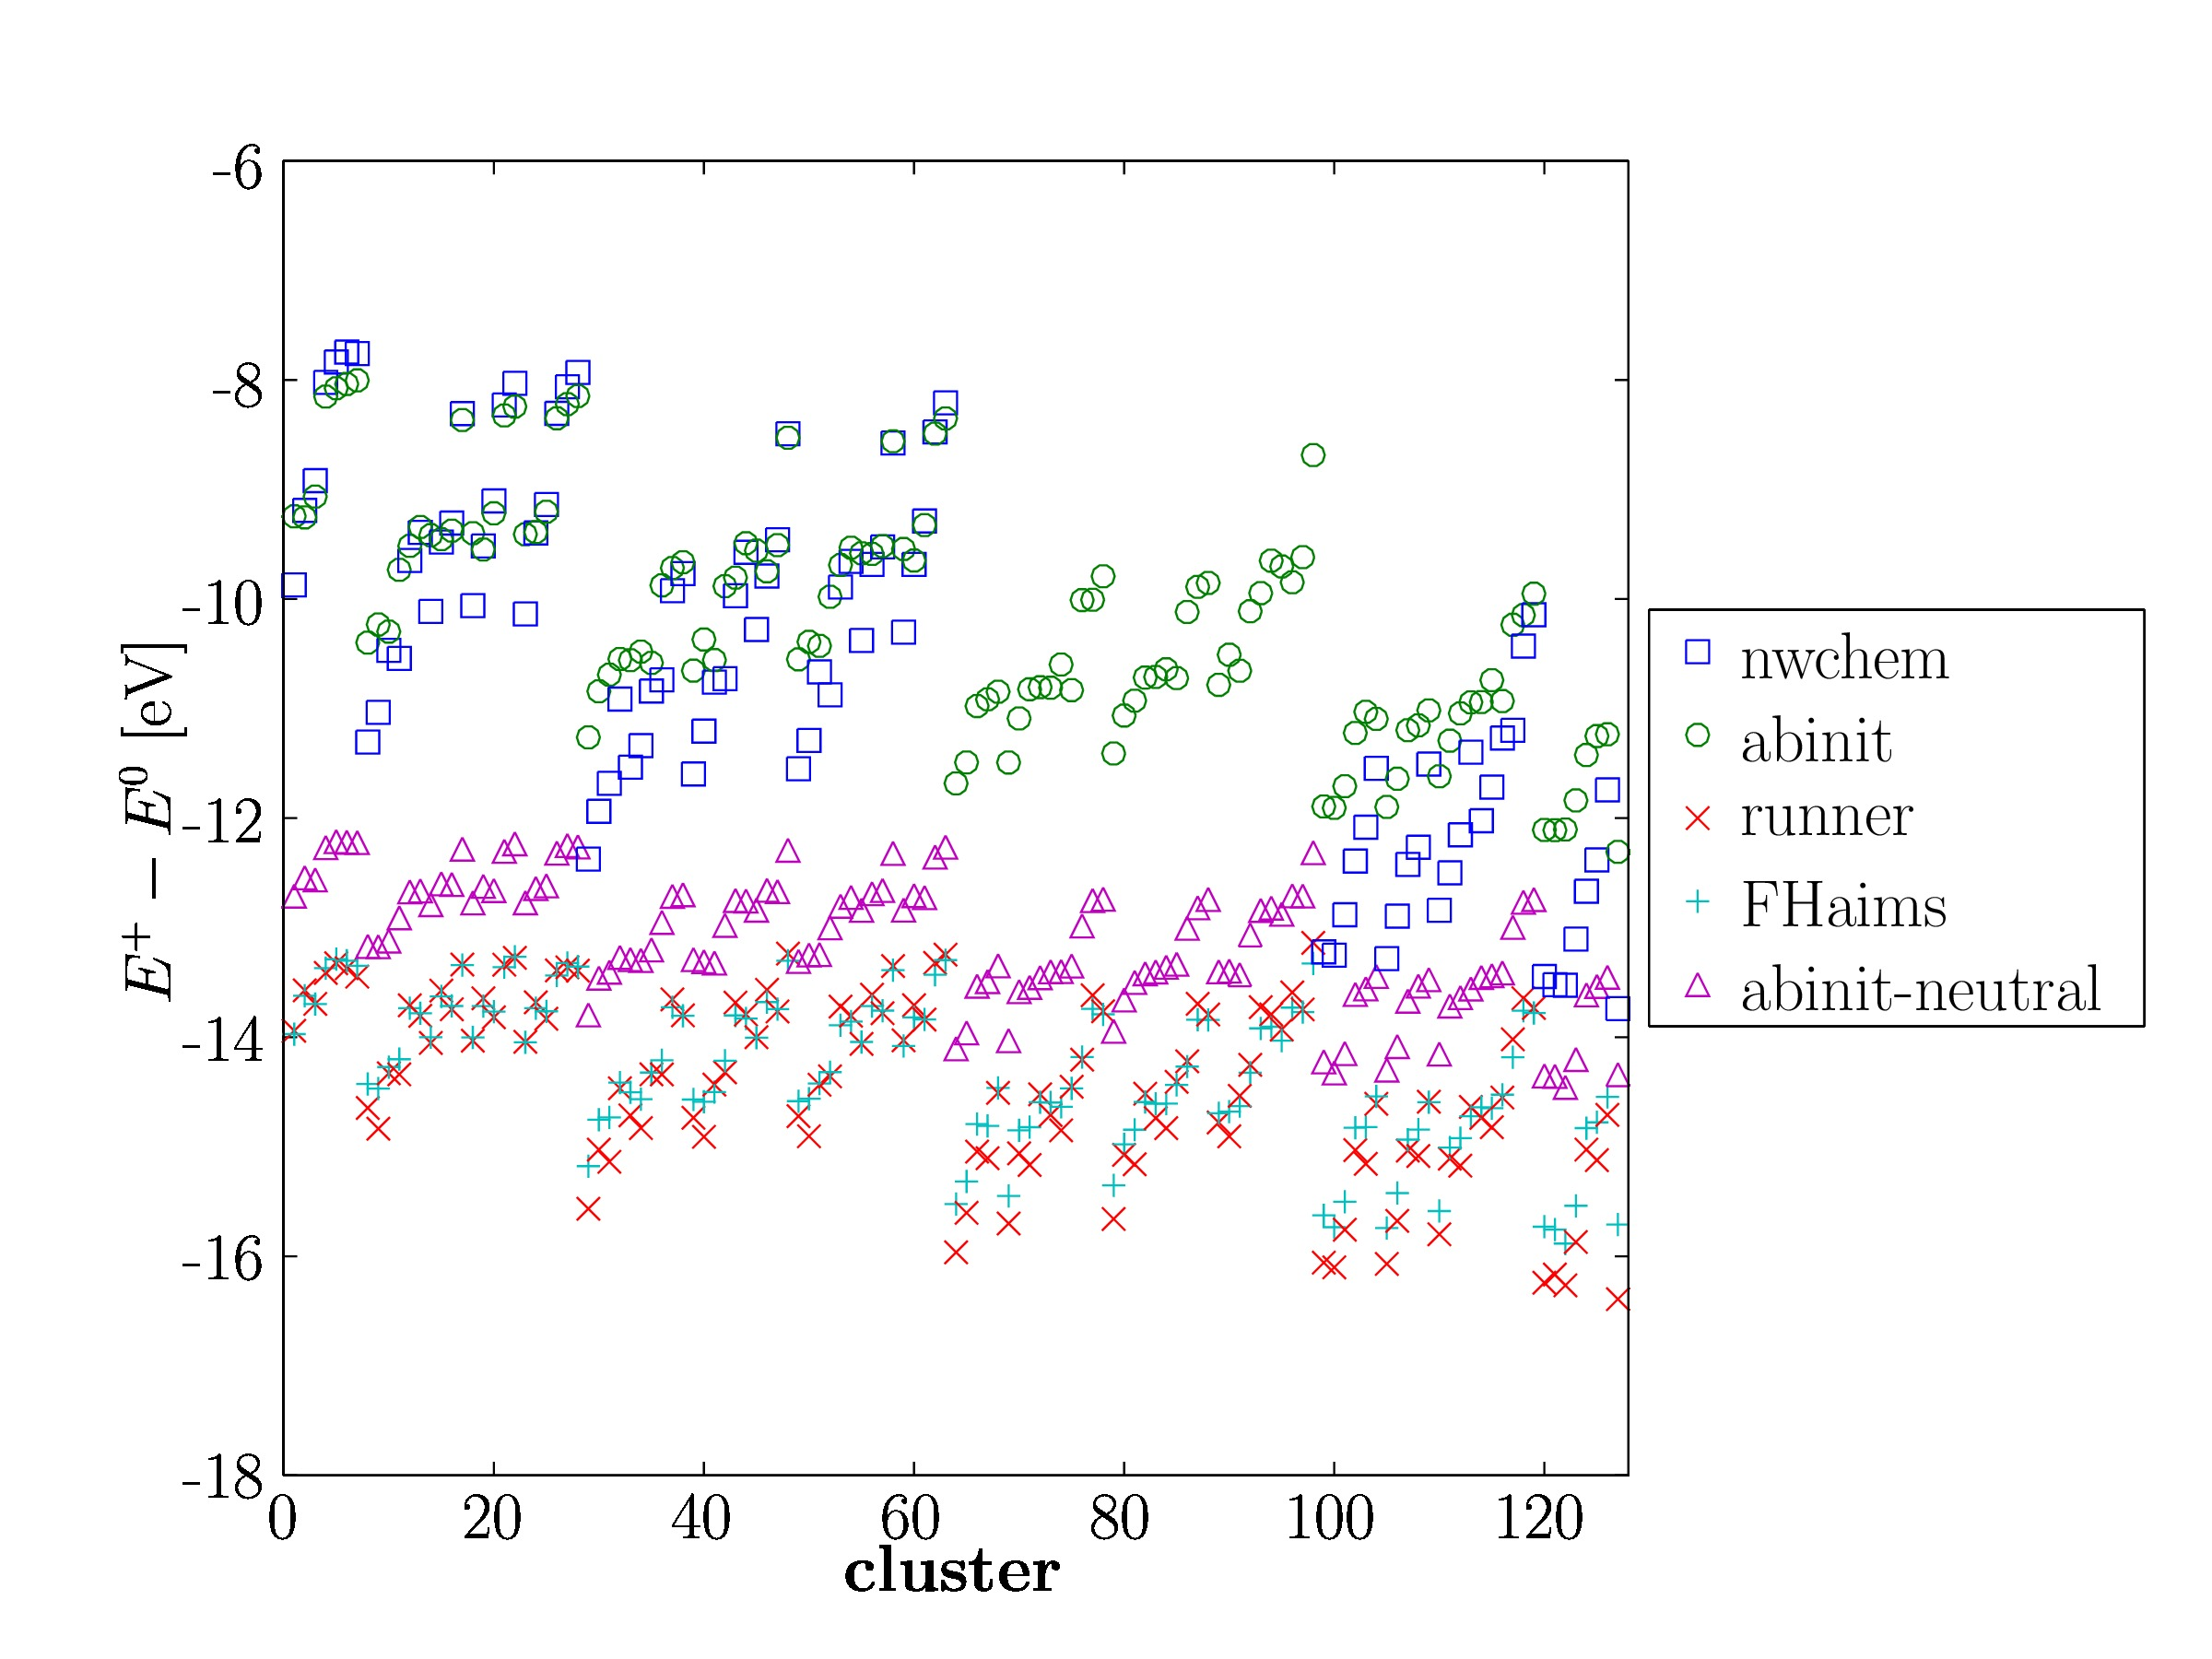 -6
-8
-10
-12
-14
-16
-18
E⁺ − E⁰ [eV]
0 20 40 60 80 100 120
cluster
nwchem
abinit
runner
FHaims
abinit-neutral